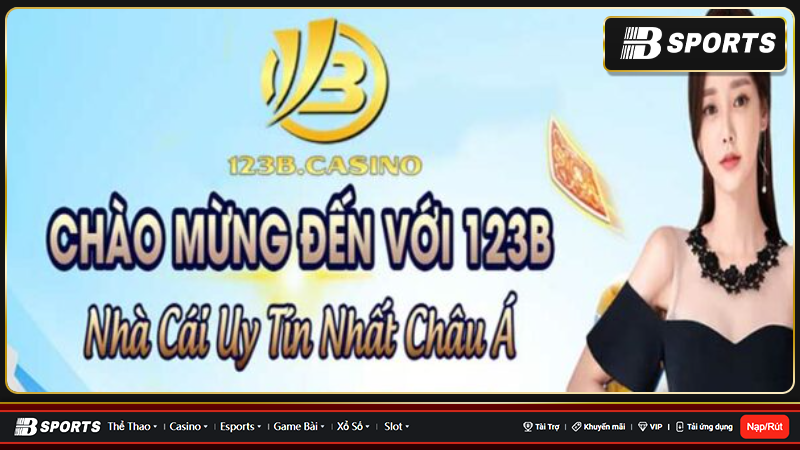 B SPORTS
123B.CASINO
CHÀO MỪNG ĐẾN VỚI 123B
Nhà Cái Uy Tín Nhất Châu Á
B SPORTS Thể Thao Casino Esports Game Bài Xổ Số Slot Tài Trợ Khuyến mãi VIP Tải ứng dụng Nạp/Rút